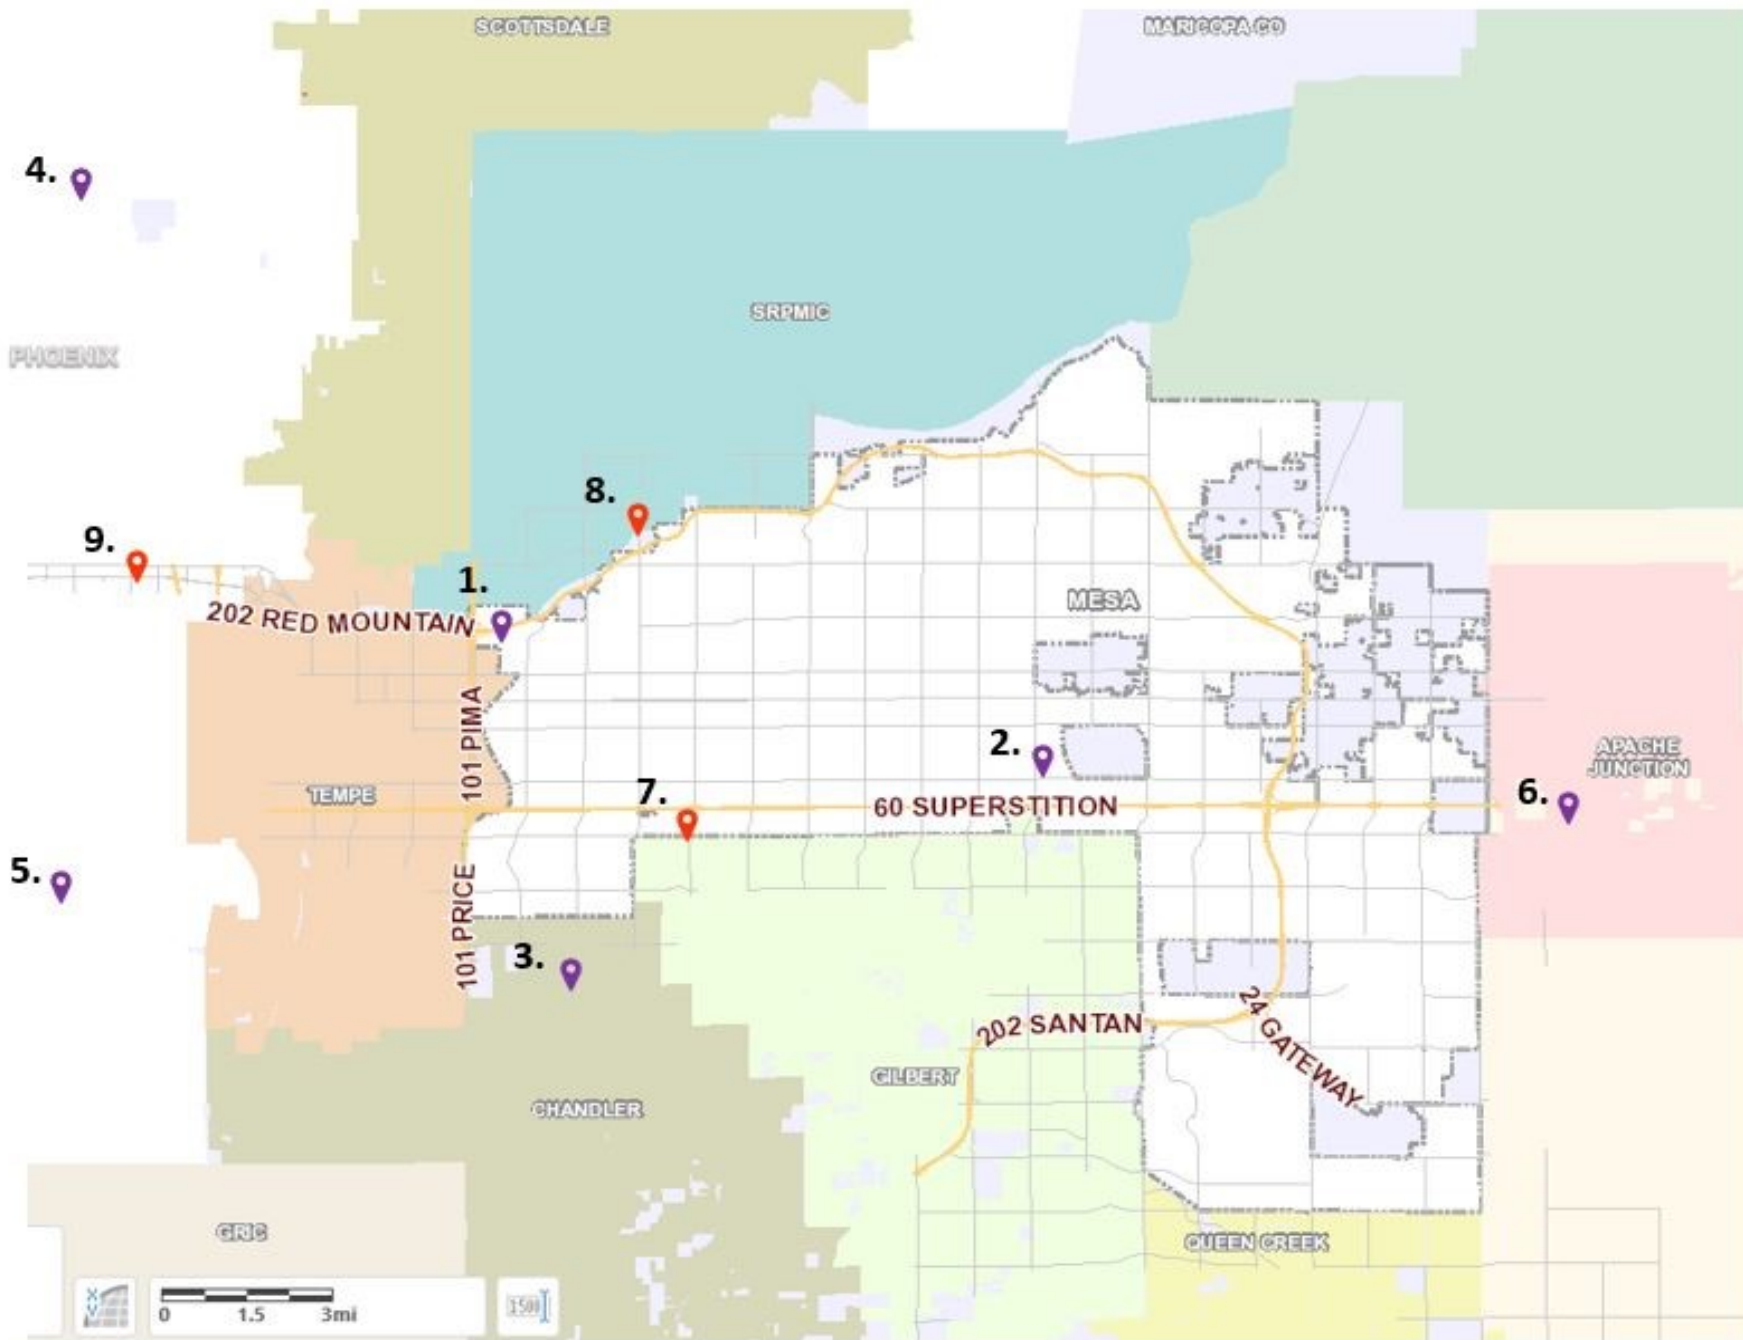 SCOTTSDALE
MARICOPA CO
4.
SRPMIC
PHOENIX
8.
9.
1.
202 RED MOUNTAIN
MESA
101 PIMA
2.
APACHE
JUNCTION
TEMPE
7.
60 SUPERSTITION
6.
5.
101 PRICE
3.
202 SANTAN
24 GATEWAY
GILBERT
CHANDLER
GRIC
QUEEN CREEK
X
Y
0 1.5 3mi
1500